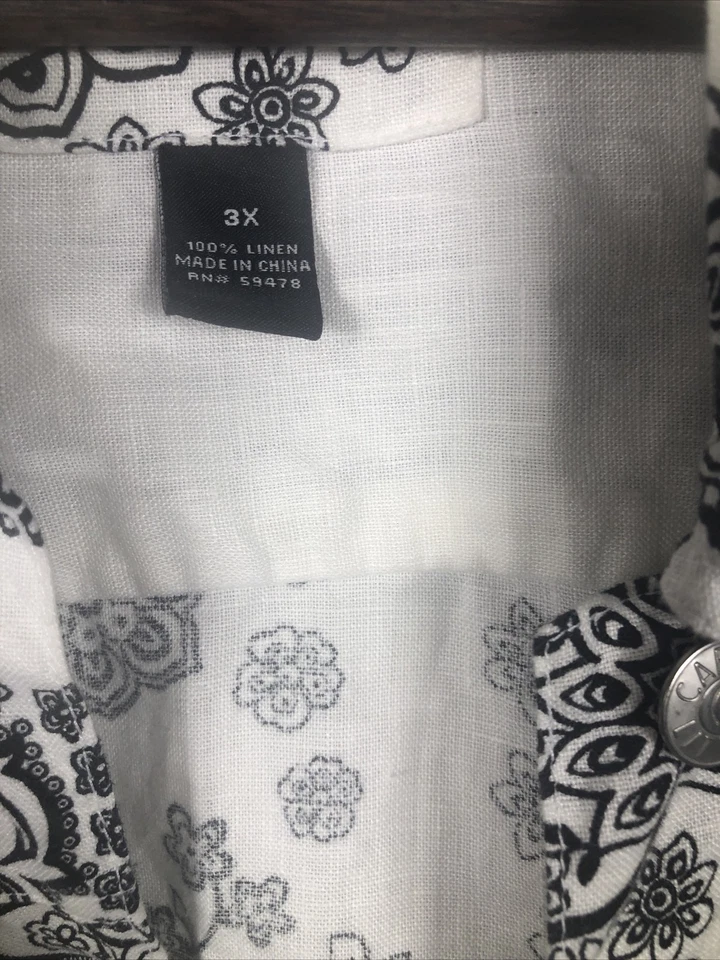 3X
100% LINEN
MADE IN CHINA
RN# 59478